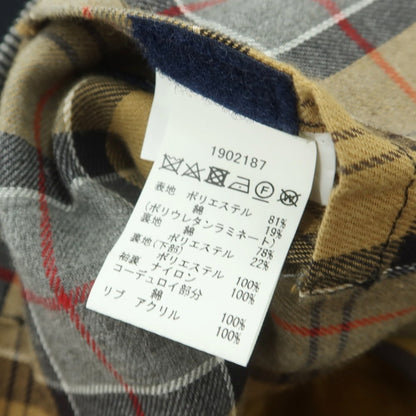 1902187
表地 ポリエステル 81%
綿 19%
(ポリウレタンラミネート)
裏地 ポリエステル 78%
綿 22%
裏地(下部) ポリエステル 100%
袖裏 ナイロン 100%
コーデュロイ部分
綿 100%
リブ アクリル 100%